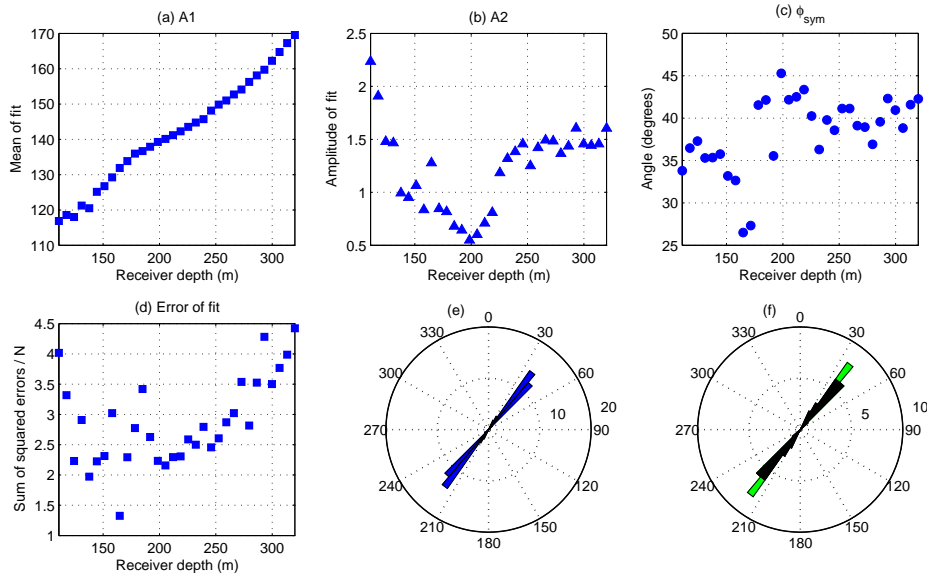 (a) A1
170
160
150
140
130
120
110
Mean of fit
150 200 250 300
Receiver depth (m)
(b) A2
2.5
2
1.5
1
0.5
Amplitude of fit
150 200 250 300
Receiver depth (m)
(c) ϕsym
50
45
40
35
30
25
Angle (degrees)
150 200 250 300
Receiver depth (m)
(d) Error of fit
4.5
4
3.5
3
2.5
2
1.5
1
Sum of squared errors / N
150 200 250 300
Receiver depth (m)
(e)
0
330 30
300 60
10 20
270 90
240 120
210 150
180
(f)
0
330 30
300 60
5 10
270 90
240 120
210 150
180